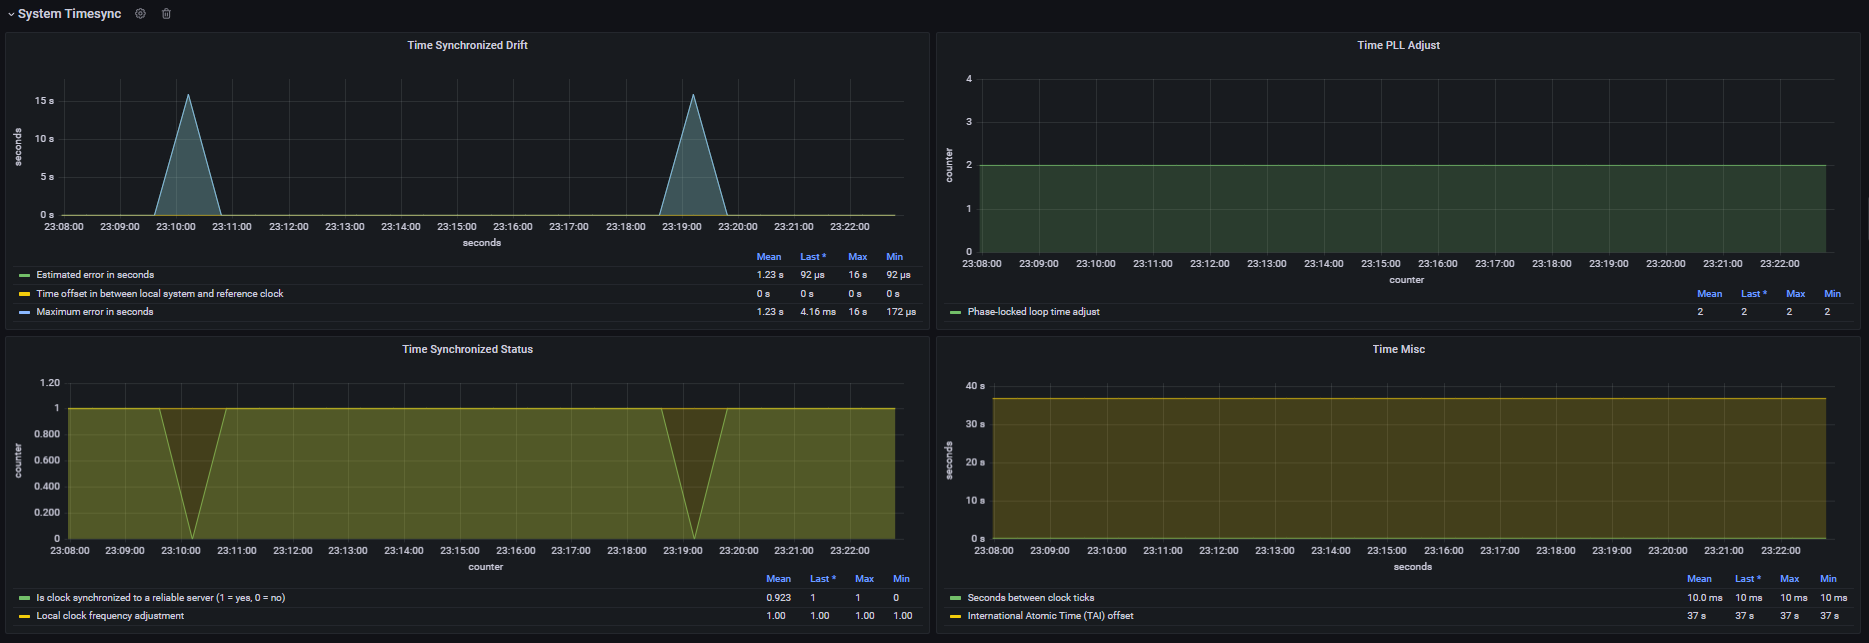 System Timesync
Time Synchronized Drift
15 s
10 s
5 s
0 s
seconds
23:08:00 23:09:00 23:10:00 23:11:00 23:12:00 23:13:00 23:14:00 23:15:00 23:16:00 23:17:00 23:18:00 23:19:00 23:20:00 23:21:00 23:22:00
seconds
Mean Last * Max Min
Estimated error in seconds 1.23 s 92 µs 16 s 92 µs
Time offset in between local system and reference clock 0 s 0 s 0 s 0 s
Maximum error in seconds 1.23 s 4.16 ms 16 s 172 µs
Time PLL Adjust
4
3
2
1
0
counter
23:08:00 23:09:00 23:10:00 23:11:00 23:12:00 23:13:00 23:14:00 23:15:00 23:16:00 23:17:00 23:18:00 23:19:00 23:20:00 23:21:00 23:22:00
counter
Mean Last * Max Min
Phase-locked loop time adjust 2 2 2 2
Time Synchronized Status
1.20
1
0.800
0.600
0.400
0.200
0
counter
23:08:00 23:09:00 23:10:00 23:11:00 23:12:00 23:13:00 23:14:00 23:15:00 23:16:00 23:17:00 23:18:00 23:19:00 23:20:00 23:21:00 23:22:00
counter
Mean Last * Max Min
Is clock synchronized to a reliable server (1 = yes, 0 = no) 0.923 1 1 0
Local clock frequency adjustment 1.00 1.00 1.00 1.00
Time Misc
40 s
30 s
20 s
10 s
0 s
seconds
23:08:00 23:09:00 23:10:00 23:11:00 23:12:00 23:13:00 23:14:00 23:15:00 23:16:00 23:17:00 23:18:00 23:19:00 23:20:00 23:21:00 23:22:00
seconds
Mean Last * Max Min
Seconds between clock ticks 10.0 ms 10 ms 10 ms 10 ms
International Atomic Time (TAI) offset 37 s 37 s 37 s 37 s